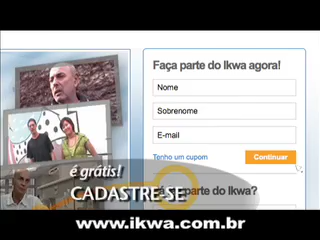 Faça parte do Ikwa agora!
Nome
Sobrenome
E-mail
Tenho um cupom
Continuar
é grátis!
CADASTRE-SE
Já é parte do Ikwa?
www.ikwa.com.br